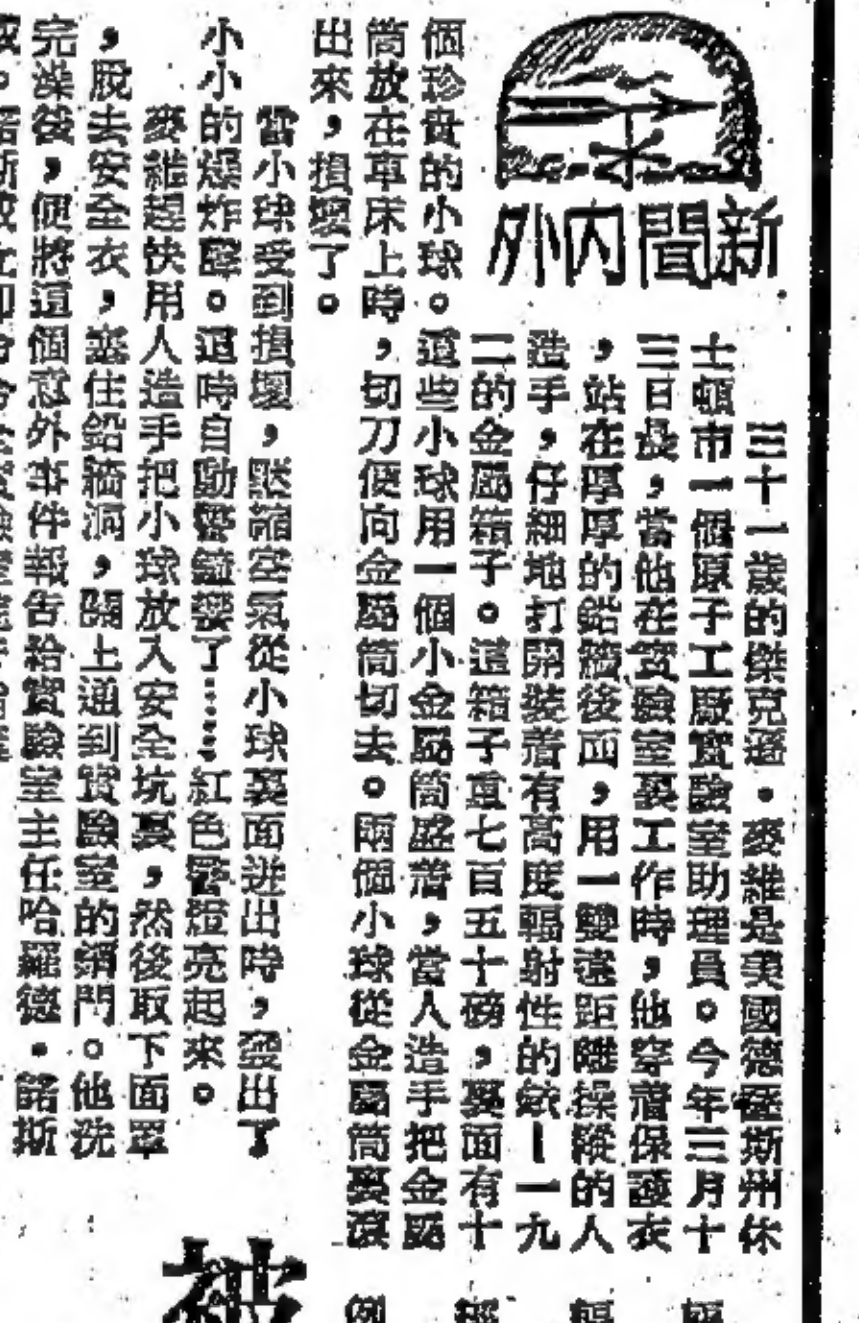 新聞內外
三十一歲的傑克遜•麥維是美國德薩斯州休
士頓市一個原子工廠實驗室助理員。今年三月十
三日晨，當他在實驗室裏工作時，他穿着保護衣
，站在厚厚的鉛牆後面，用一雙遠距離操縱的人
造手，仔細地打開裝着有高度輻射性的銥—一九
二的金屬箱子。這箱子重七百五十磅，裏面有十
個珍貴的小球。這些小球用一個小金屬筒盛着，當人造手把金屬
筒放在車床上時，切刀便向金屬筒切去。兩個小球從金屬筒裏滾
出來，損壞了。
當小球受到損壞，壓縮空氣從小球裏面迸出時，發出了
小小的爆炸聲。這時自動警鐘響了……紅色警燈亮起來。
麥維趕快用人造手把小球放入安全坑裏，然後取下面罩
，脫去安全衣，塞住鉛牆洞，關上通到實驗室的鋼門。他洗
完澡後，便將這個意外事件報告給實驗室主任哈羅德•諾斯
被